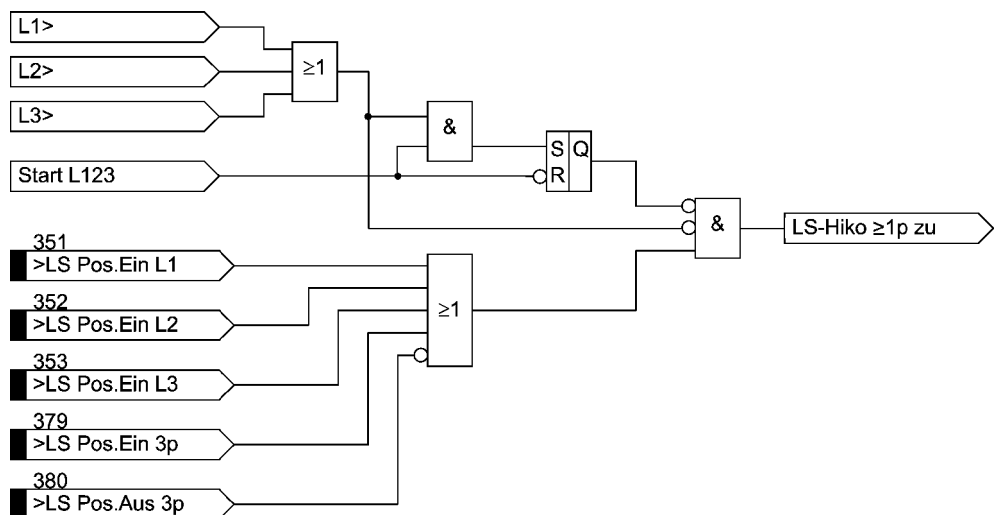 L1>
L2>
≥1
L3>
&
Start L123
S Q
R
&
LS-Hiko ≥1p zu
351
>LS Pos.Ein L1
352
>LS Pos.Ein L2
≥1
353
>LS Pos.Ein L3
379
>LS Pos.Ein 3p
380
>LS Pos.Aus 3p